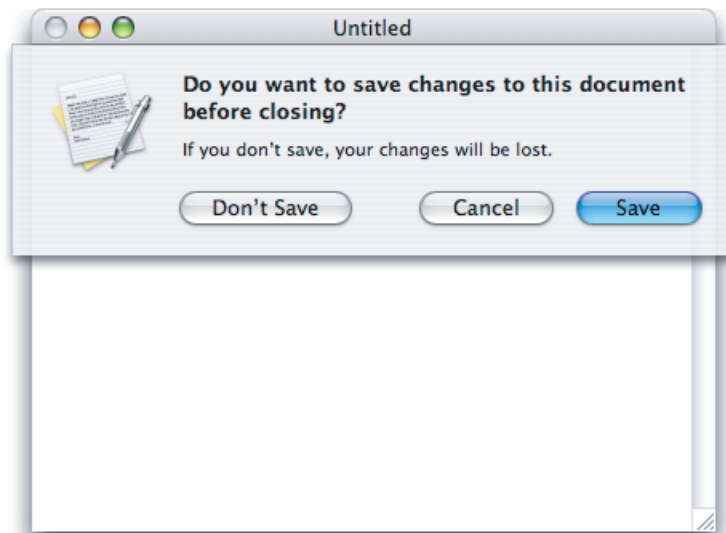 Untitled
Do you want to save changes to this document
before closing?
If you don't save, your changes will be lost.
Don't Save
Cancel
Save